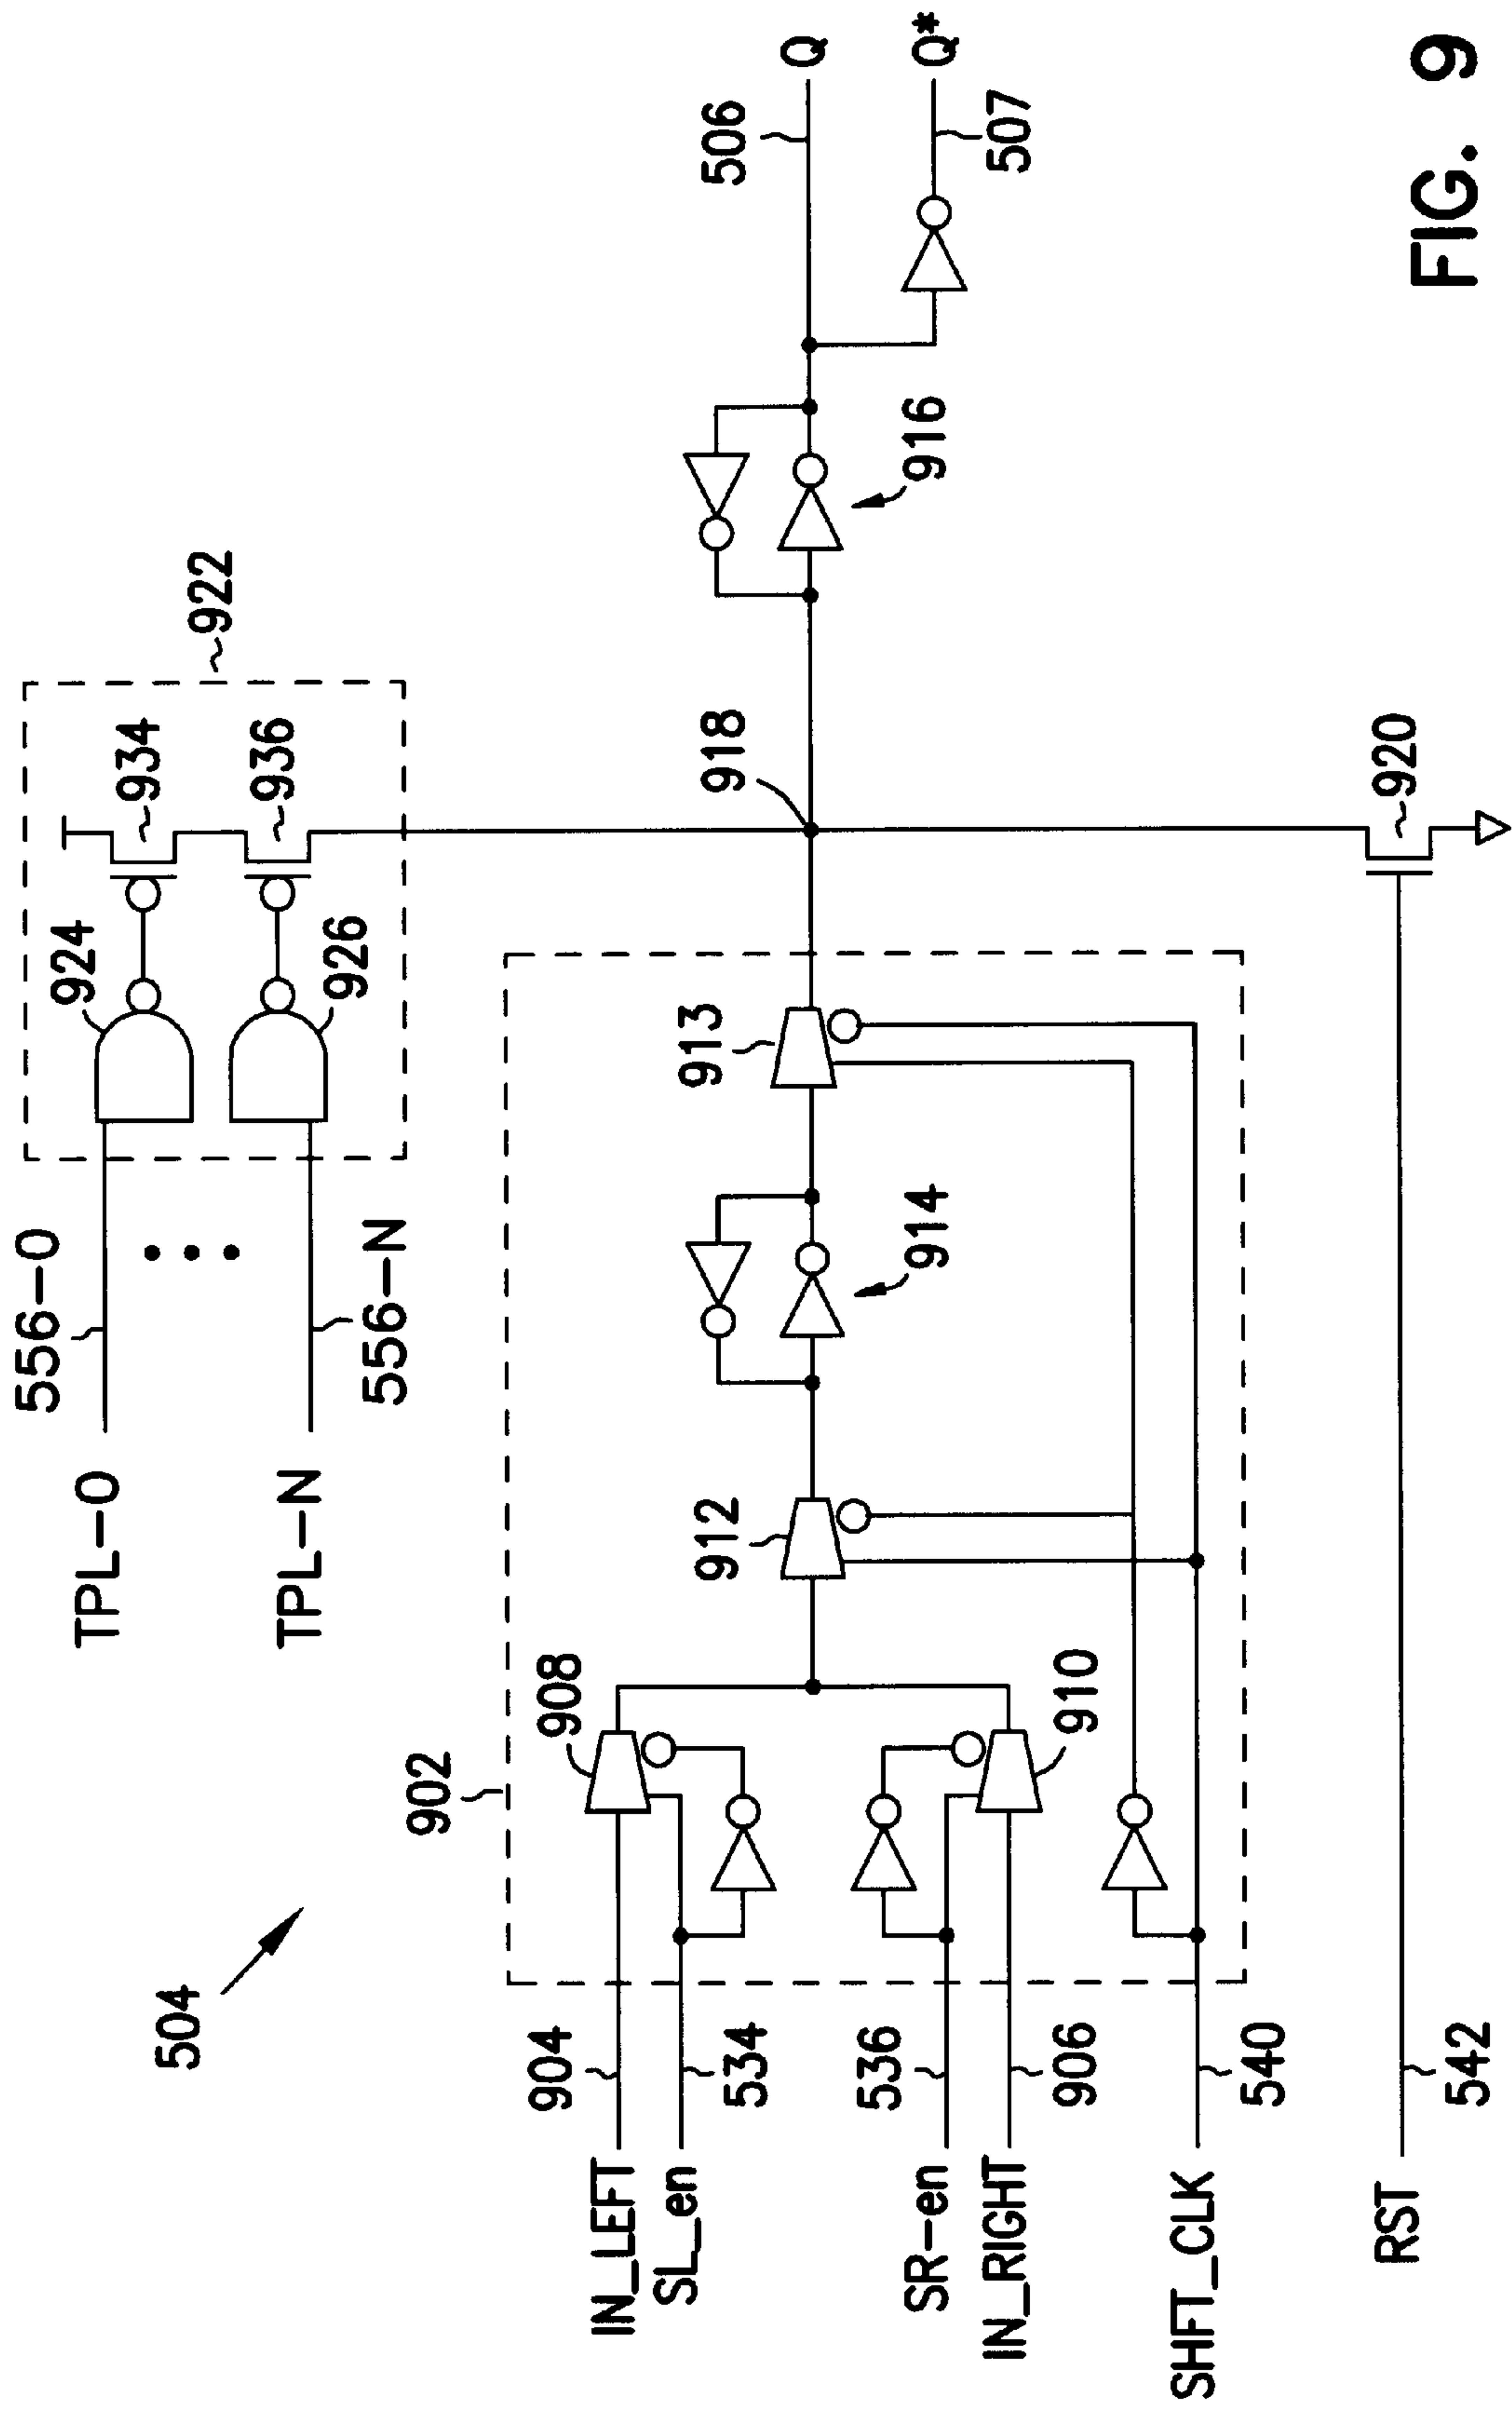 504
TPL-0
556-0
924
934
922
TPL-N
556-N
926
936
902
IN_LEFT
904
908
SL_en
534
912
914
913
918
916
506
Q
507
Q*
SR-en
536
IN_RIGHT
906
910
SHFT_CLK
540
RST
542
920
FIG. 9